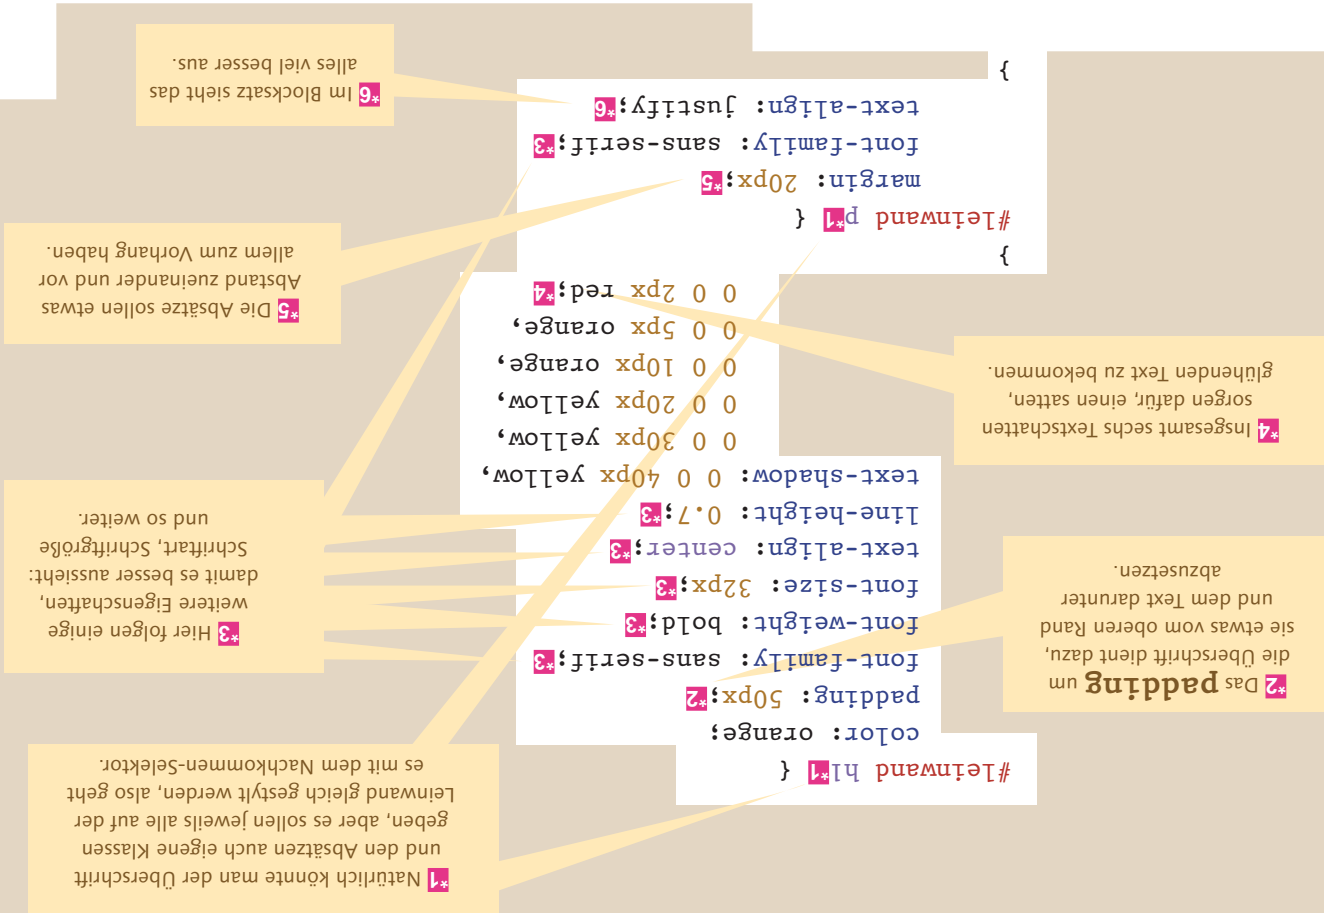 #leinwand h1*1 {
color: orange;
padding: 50px;*2
font-family: sans-serif;*3
font-weight: bold;*3
font-size: 32px;*3
text-align: center;*3
line-height: 0.7;*3
text-shadow: 0 0 40px yellow,
0 0 30px yellow,
0 0 20px yellow,
0 0 10px orange,
0 0 5px orange,
0 0 2px red;*4
}
#leinwand p*1 {
margin: 20px;*5
font-family: sans-serif;*3
text-align: justify;*6
}
*1 Natürlich könnte man der Überschrift
und den Absätzen auch eigene Klassen
geben, aber es sollen jeweils alle auf der
Leinwand gleich gestylt werden, also geht
es mit dem Nachkommen-Selektor.
*2 Das padding um
die Überschrift dient dazu,
sie etwas vom oberen Rand
und dem Text darunter
abzusetzen.
*3 Hier folgen einige
weitere Eigenschaften,
damit es besser aussieht:
Schriftart, Schriftgröße
und so weiter.
*4 Insgesamt sechs Textschatten
sorgen dafür, einen satten,
glühenden Text zu bekommen.
*5 Die Absätze sollen etwas
Abstand zueinander und vor
allem zum Vorhang haben.
*6 Im Blocksatz sieht das
alles viel besser aus.